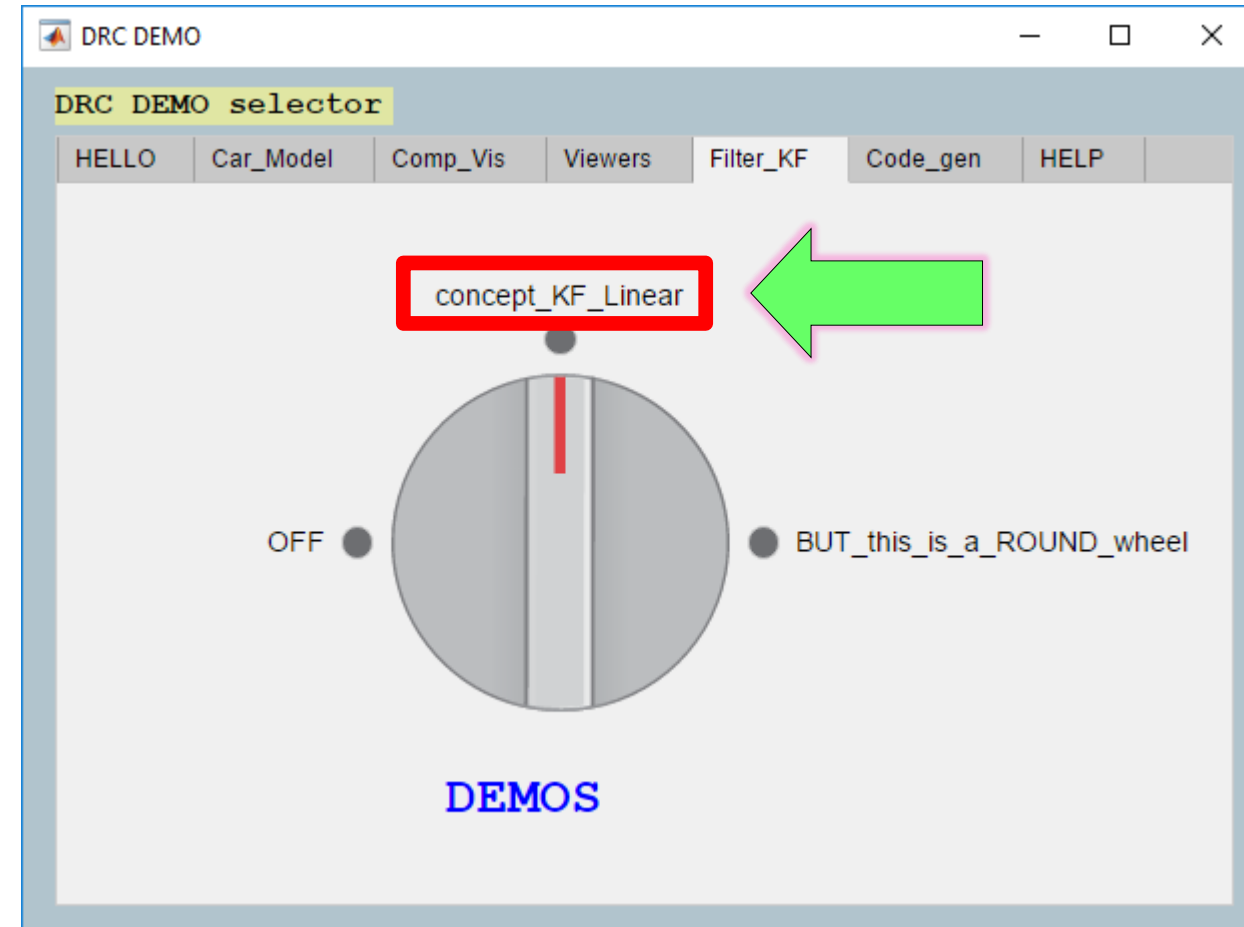 DRC DEMO
DRC DEMO selector
HELLO Car_Model Comp_Vis Viewers Filter_KF Code_gen HELP
concept_KF_Linear
OFF BUT_this_is_a_ROUND_wheel
DEMOS